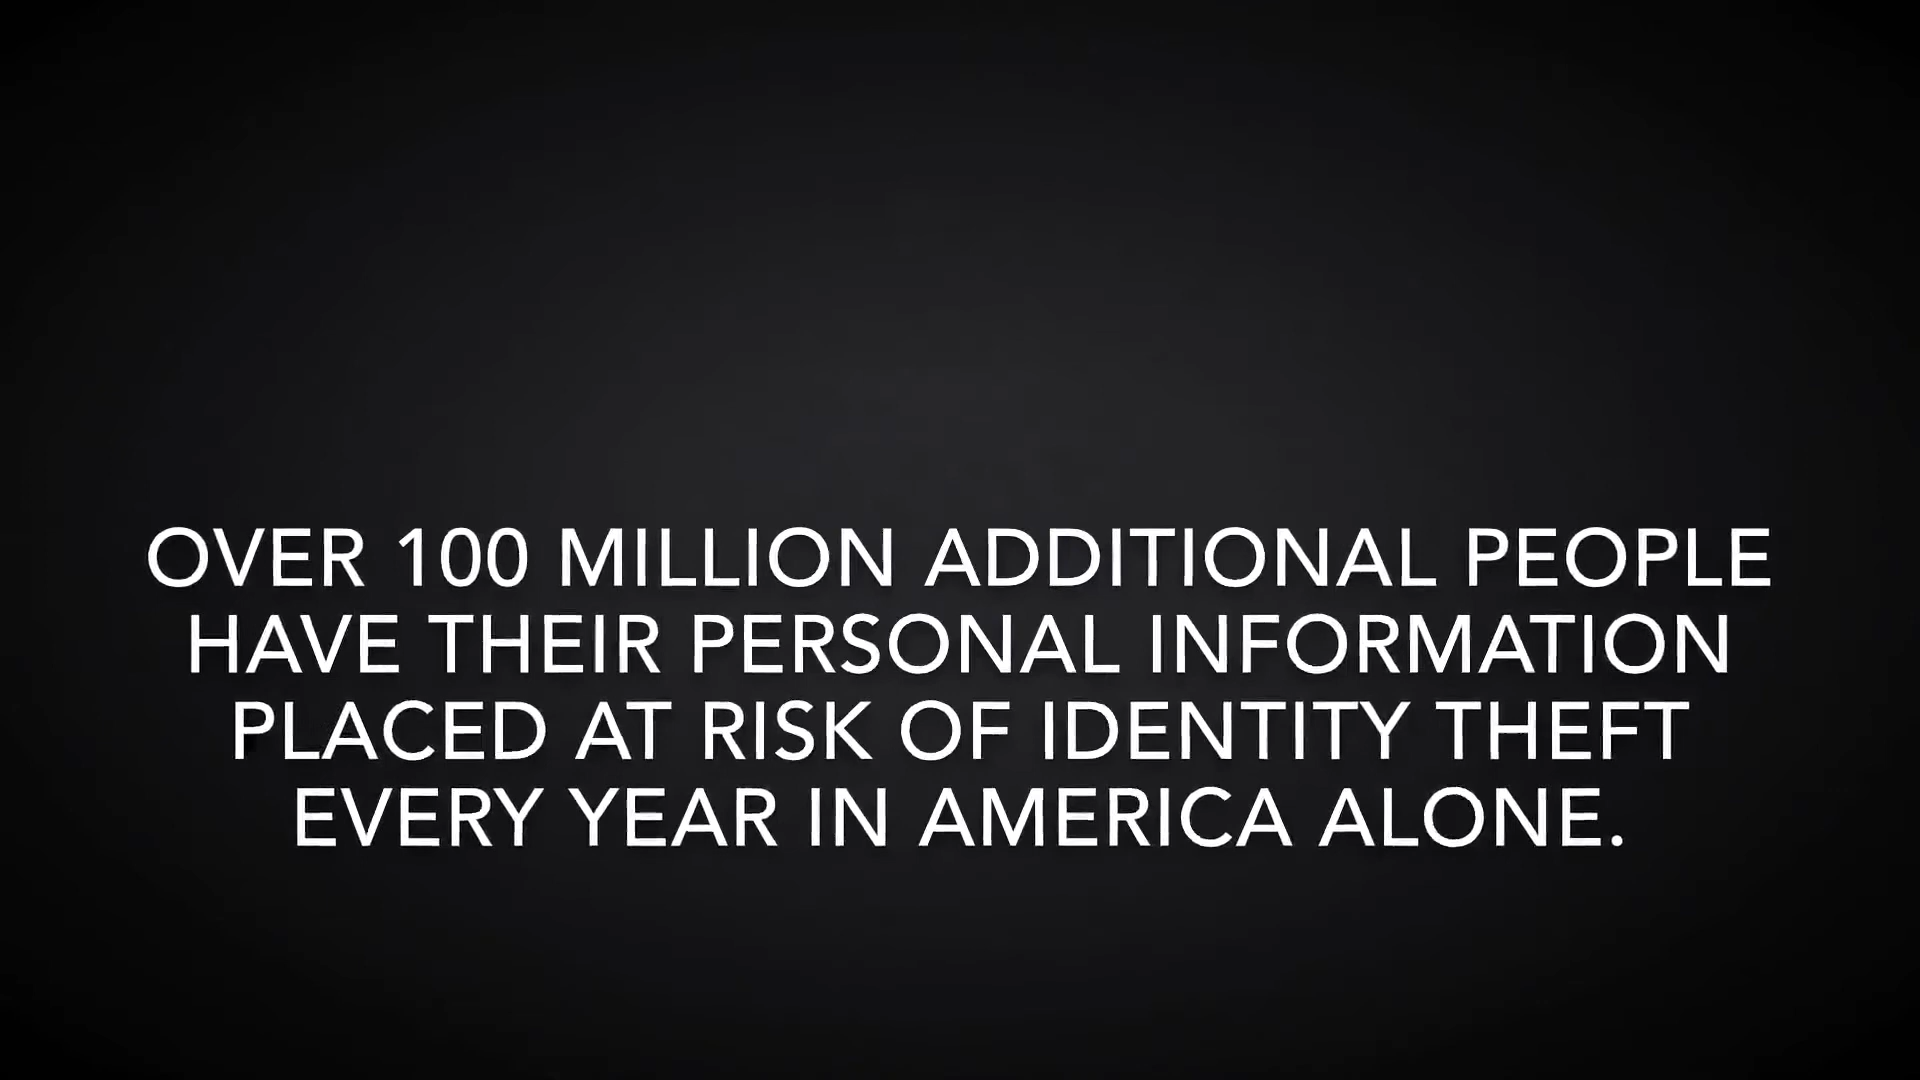 OVER 100 MILLION ADDITIONAL PEOPLE
HAVE THEIR PERSONAL INFORMATION
PLACED AT RISK OF IDENTITY THEFT
EVERY YEAR IN AMERICA ALONE.